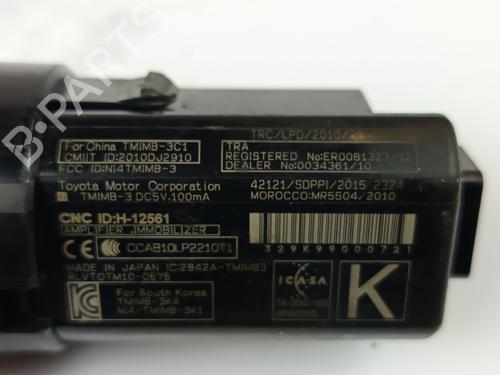 For China TMIMB-3C1
CMIIT ID:2010DJ2910
FCC ID:NI4TMIMB-3
Toyota Motor Corporation
TMIMB-3 DC5V,100mA
CNC ID:H-12561
AMPLIFIER ,IMMOBILIZER
CCAB10LP2210T1
MADE IN JAPAN IC:2842A-TMIMB3
RLVTOTM10-0575
For South Korea
TMIMB-3K4
NI4-TMIMB-3K1
TRC/LPD/2010/
TRA
REGISTERED No:ER0081327/12
DEALER No:0034361/10
42121/SDPPI/2015 2324
MOROCCO:MR5504/2010
329K99000721
ICASA
K
B-PARTS